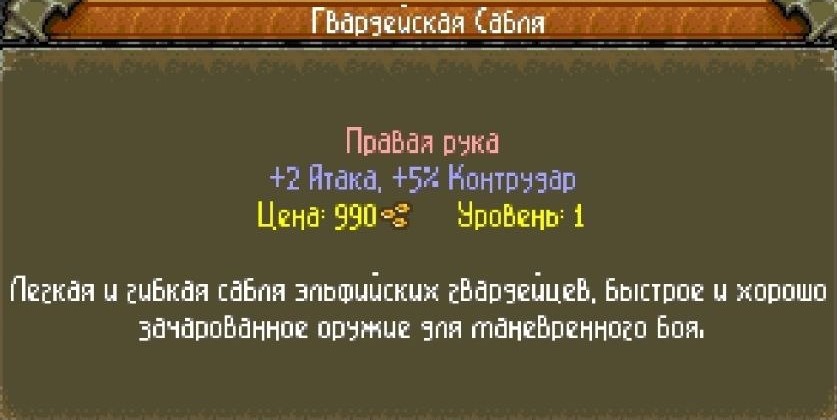 Гвардейская Сабля
Правая рука
+2 Атака, +5% Контрудар
Цена: 990 Уровень: 1
Легкая и гибкая сабля эльфийских гвардейцев, быстрое и хорошо
зачарованное оружие для маневренного боя.